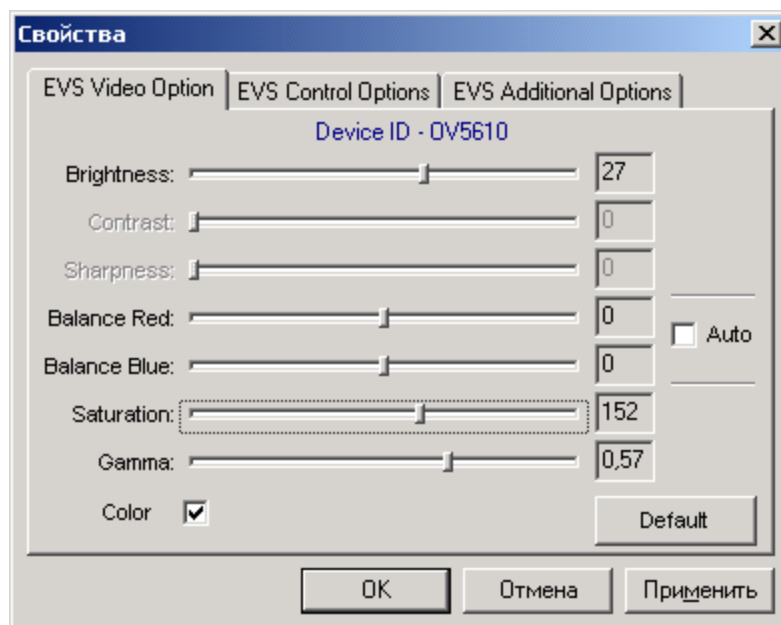 Свойства
EVS Video Option EVS Control Options EVS Additional Options
Device ID - OV5610
Brightness: 27
Contrast: 0
Sharpness: 0
Balance Red: 0
Auto
Balance Blue: 0
Saturation: 152
Gamma: 0,57
Color
Default
OK Отмена Применить